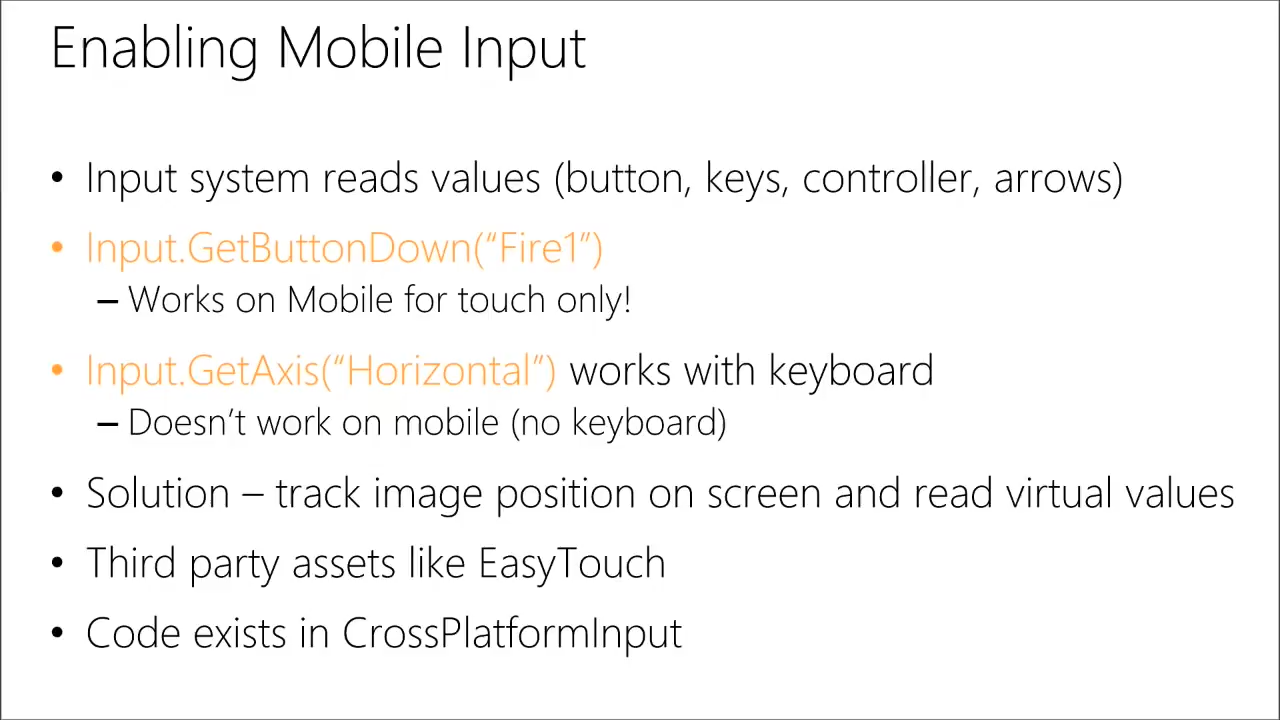 Enabling Mobile Input
• Input system reads values (button, keys, controller, arrows)
• Input.GetButtonDown(“Fire1”)
– Works on Mobile for touch only!
• Input.GetAxis(“Horizontal”) works with keyboard
– Doesn’t work on mobile (no keyboard)
• Solution – track image position on screen and read virtual values
• Third party assets like EasyTouch
• Code exists in CrossPlatformInput